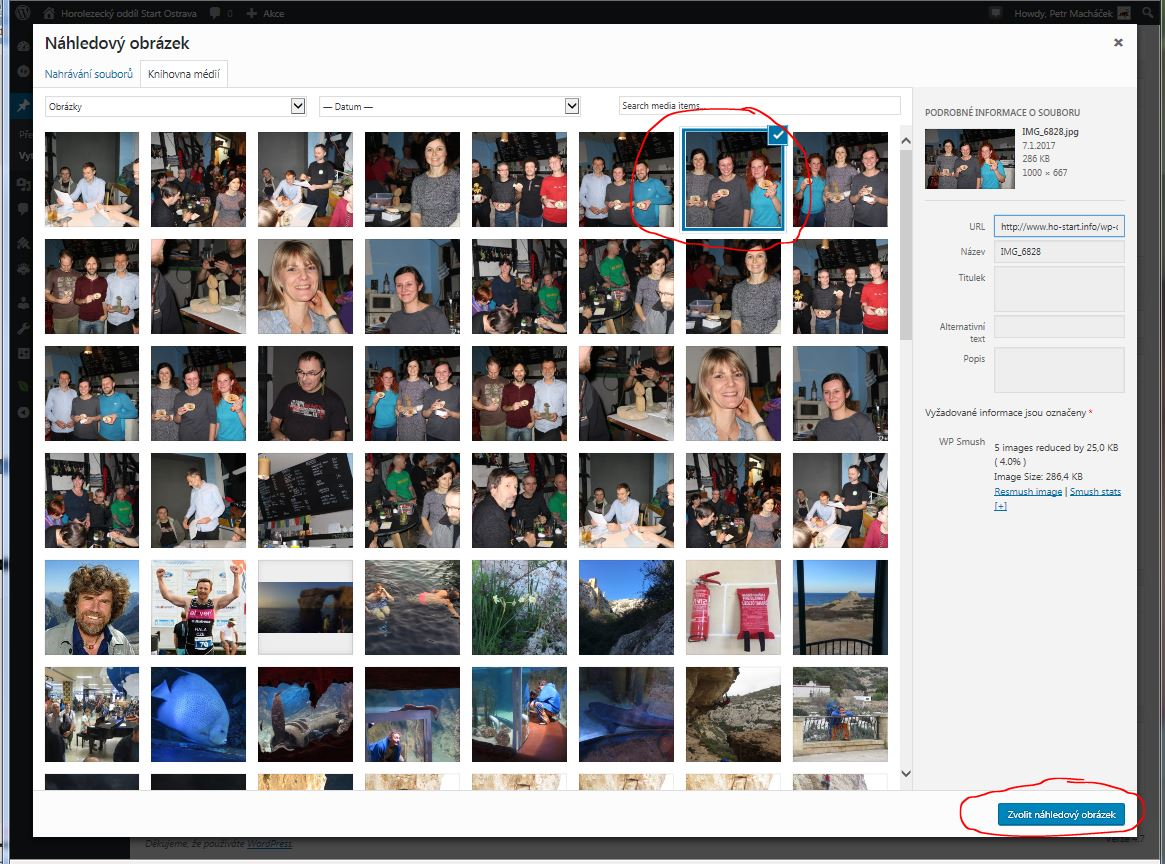 Horolezecký oddíl Start Ostrava
0
+ Akce
Howdy, Petr Macháček
Náhledový obrázek
Nahrávání souborů
Knihovna médií
Obrázky
— Datum —
Search media items...
PODROBNÉ INFORMACE O SOUBORU
IMG_6828.jpg
7.1.2017
286 KB
1000 × 667
URL
http://www.ho-start.info/wp-c
Název
IMG_6828
Titulek
Alternativní
text
Popis
Vyžadované informace jsou označeny *
WP Smush
5 images reduced by 25,0 KB
( 4.0% )
Image Size: 286,4 KB
Resmush image | Smush stats
[+]
Zvolit náhledový obrázek
Děkujeme, že používáte WordPress.